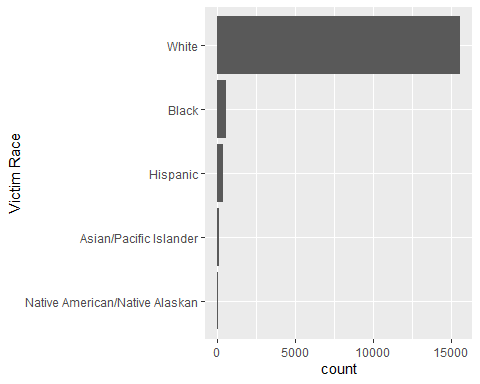 White
Black
Hispanic
Asian/Pacific Islander
Native American/Native Alaskan
Victim Race
0 5000 10000 15000
count